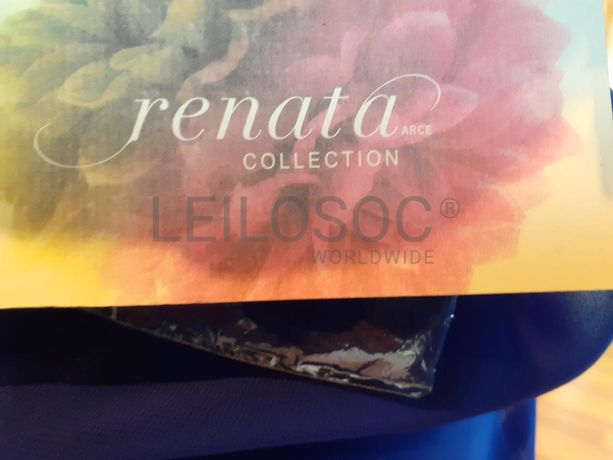 renata
ARCE
COLLECTION
LEILOSOC®
WORLDWIDE